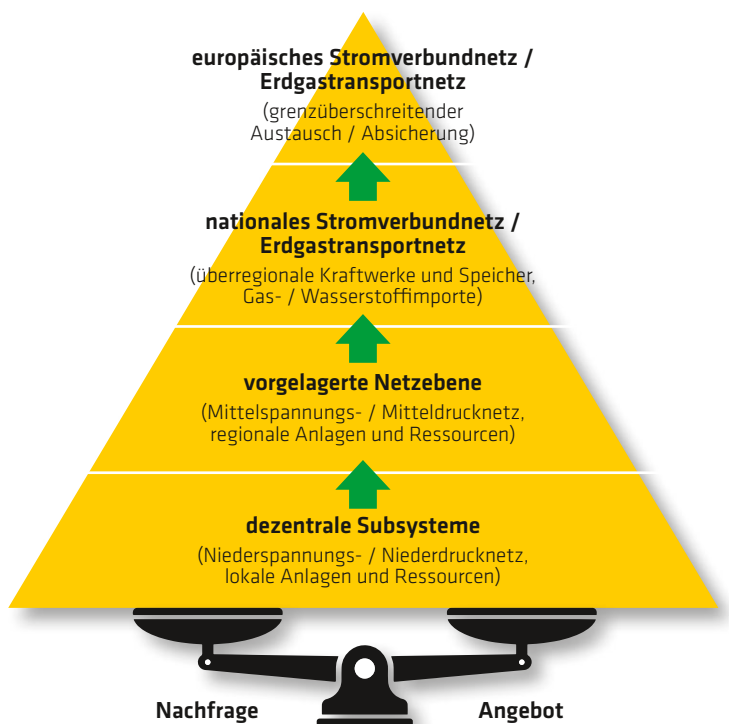 europäisches Stromverbundnetz /
Erdgastransportnetz
(grenzüberschreitender
Austausch / Absicherung)
nationales Stromverbundnetz /
Erdgastransportnetz
(überregionale Kraftwerke und Speicher,
Gas- / Wasserstoffimporte)
vorgelagerte Netzebene
(Mittelspannungs- / Mitteldrucknetz,
regionale Anlagen und Ressourcen)
dezentrale Subsysteme
(Niederspannungs- / Niederdrucknetz,
lokale Anlagen und Ressourcen)
Nachfrage
Angebot